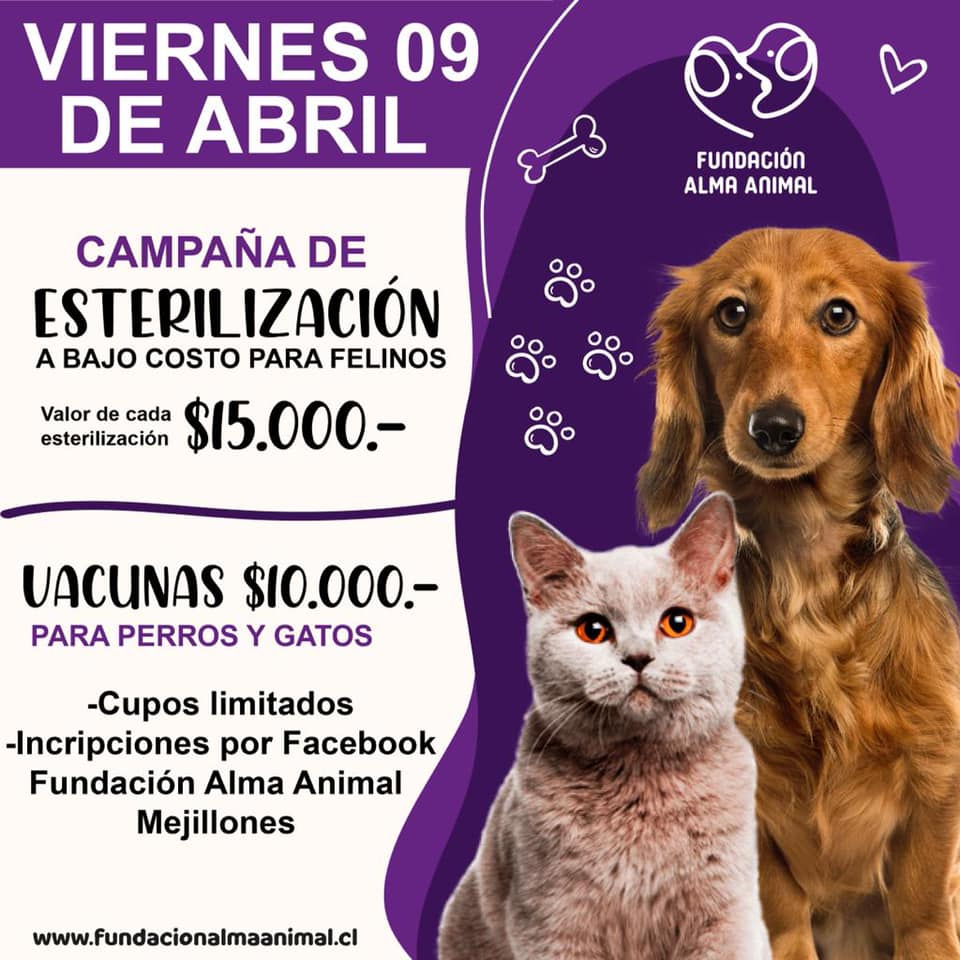 VIERNES 09
DE ABRIL
FUNDACIÓN
ALMA ANIMAL
CAMPAÑA DE
ESTERILIZACIÓN
A BAJO COSTO PARA FELINOS
Valor de cada
esterilización $15.000.-
VACUNAS $10.000.-
PARA PERROS Y GATOS
-Cupos limitados
-Incripciones por Facebook
Fundación Alma Animal
Mejillones
www.fundacionalmaanimal.cl